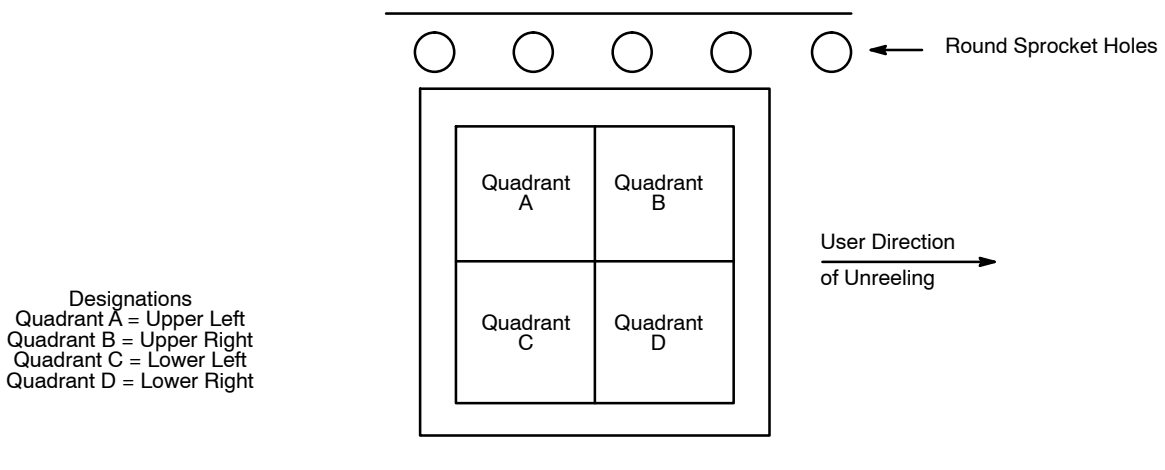 Round Sprocket Holes
Quadrant
A
Quadrant
B
User Direction
of Unreeling
Quadrant
C
Quadrant
D
Designations
Quadrant A = Upper Left
Quadrant B = Upper Right
Quadrant C = Lower Left
Quadrant D = Lower Right